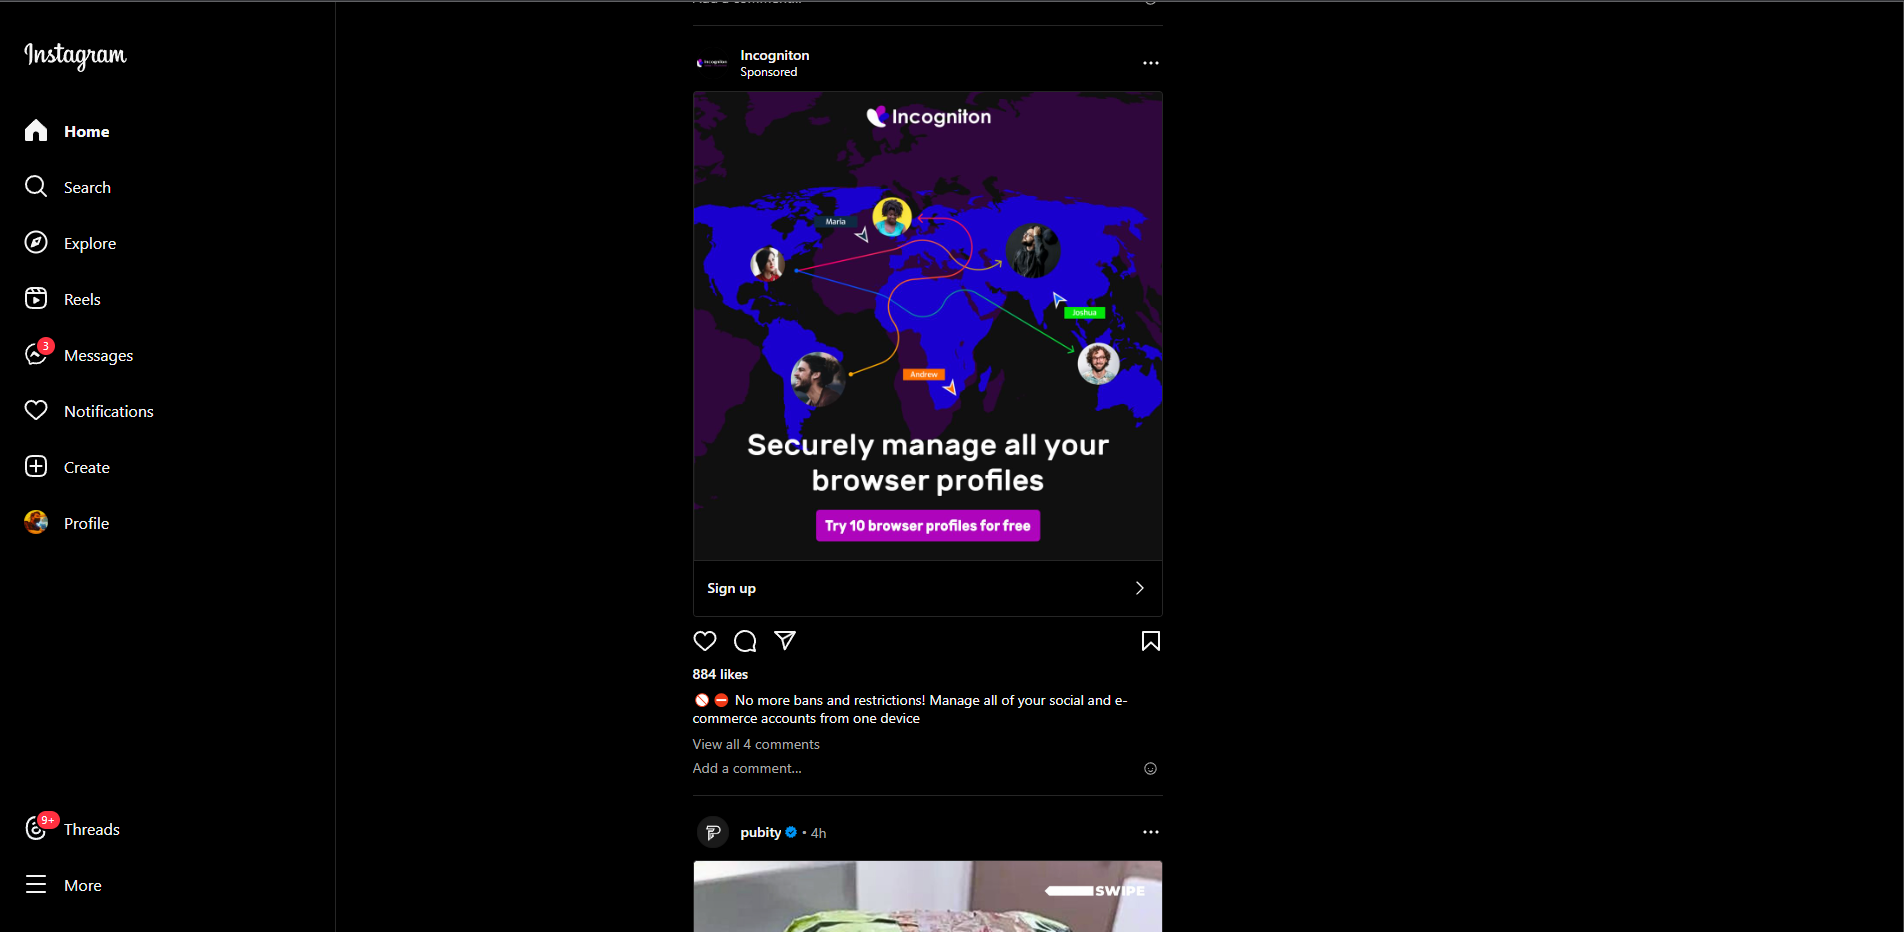 Instagram
Home
Search
Explore
Reels
3
Messages
Notifications
Create
Profile
9+
Threads
More
Incogniton
Sponsored
Incogniton
Maria
Joshua
Andrew
Securely manage all your
browser profiles
Try 10 browser profiles for free
Sign up
884 likes
🚫 ⛔ No more bans and restrictions! Manage all of your social and e-
commerce accounts from one device
View all 4 comments
Add a comment...
pubity • 4h
SWIPE